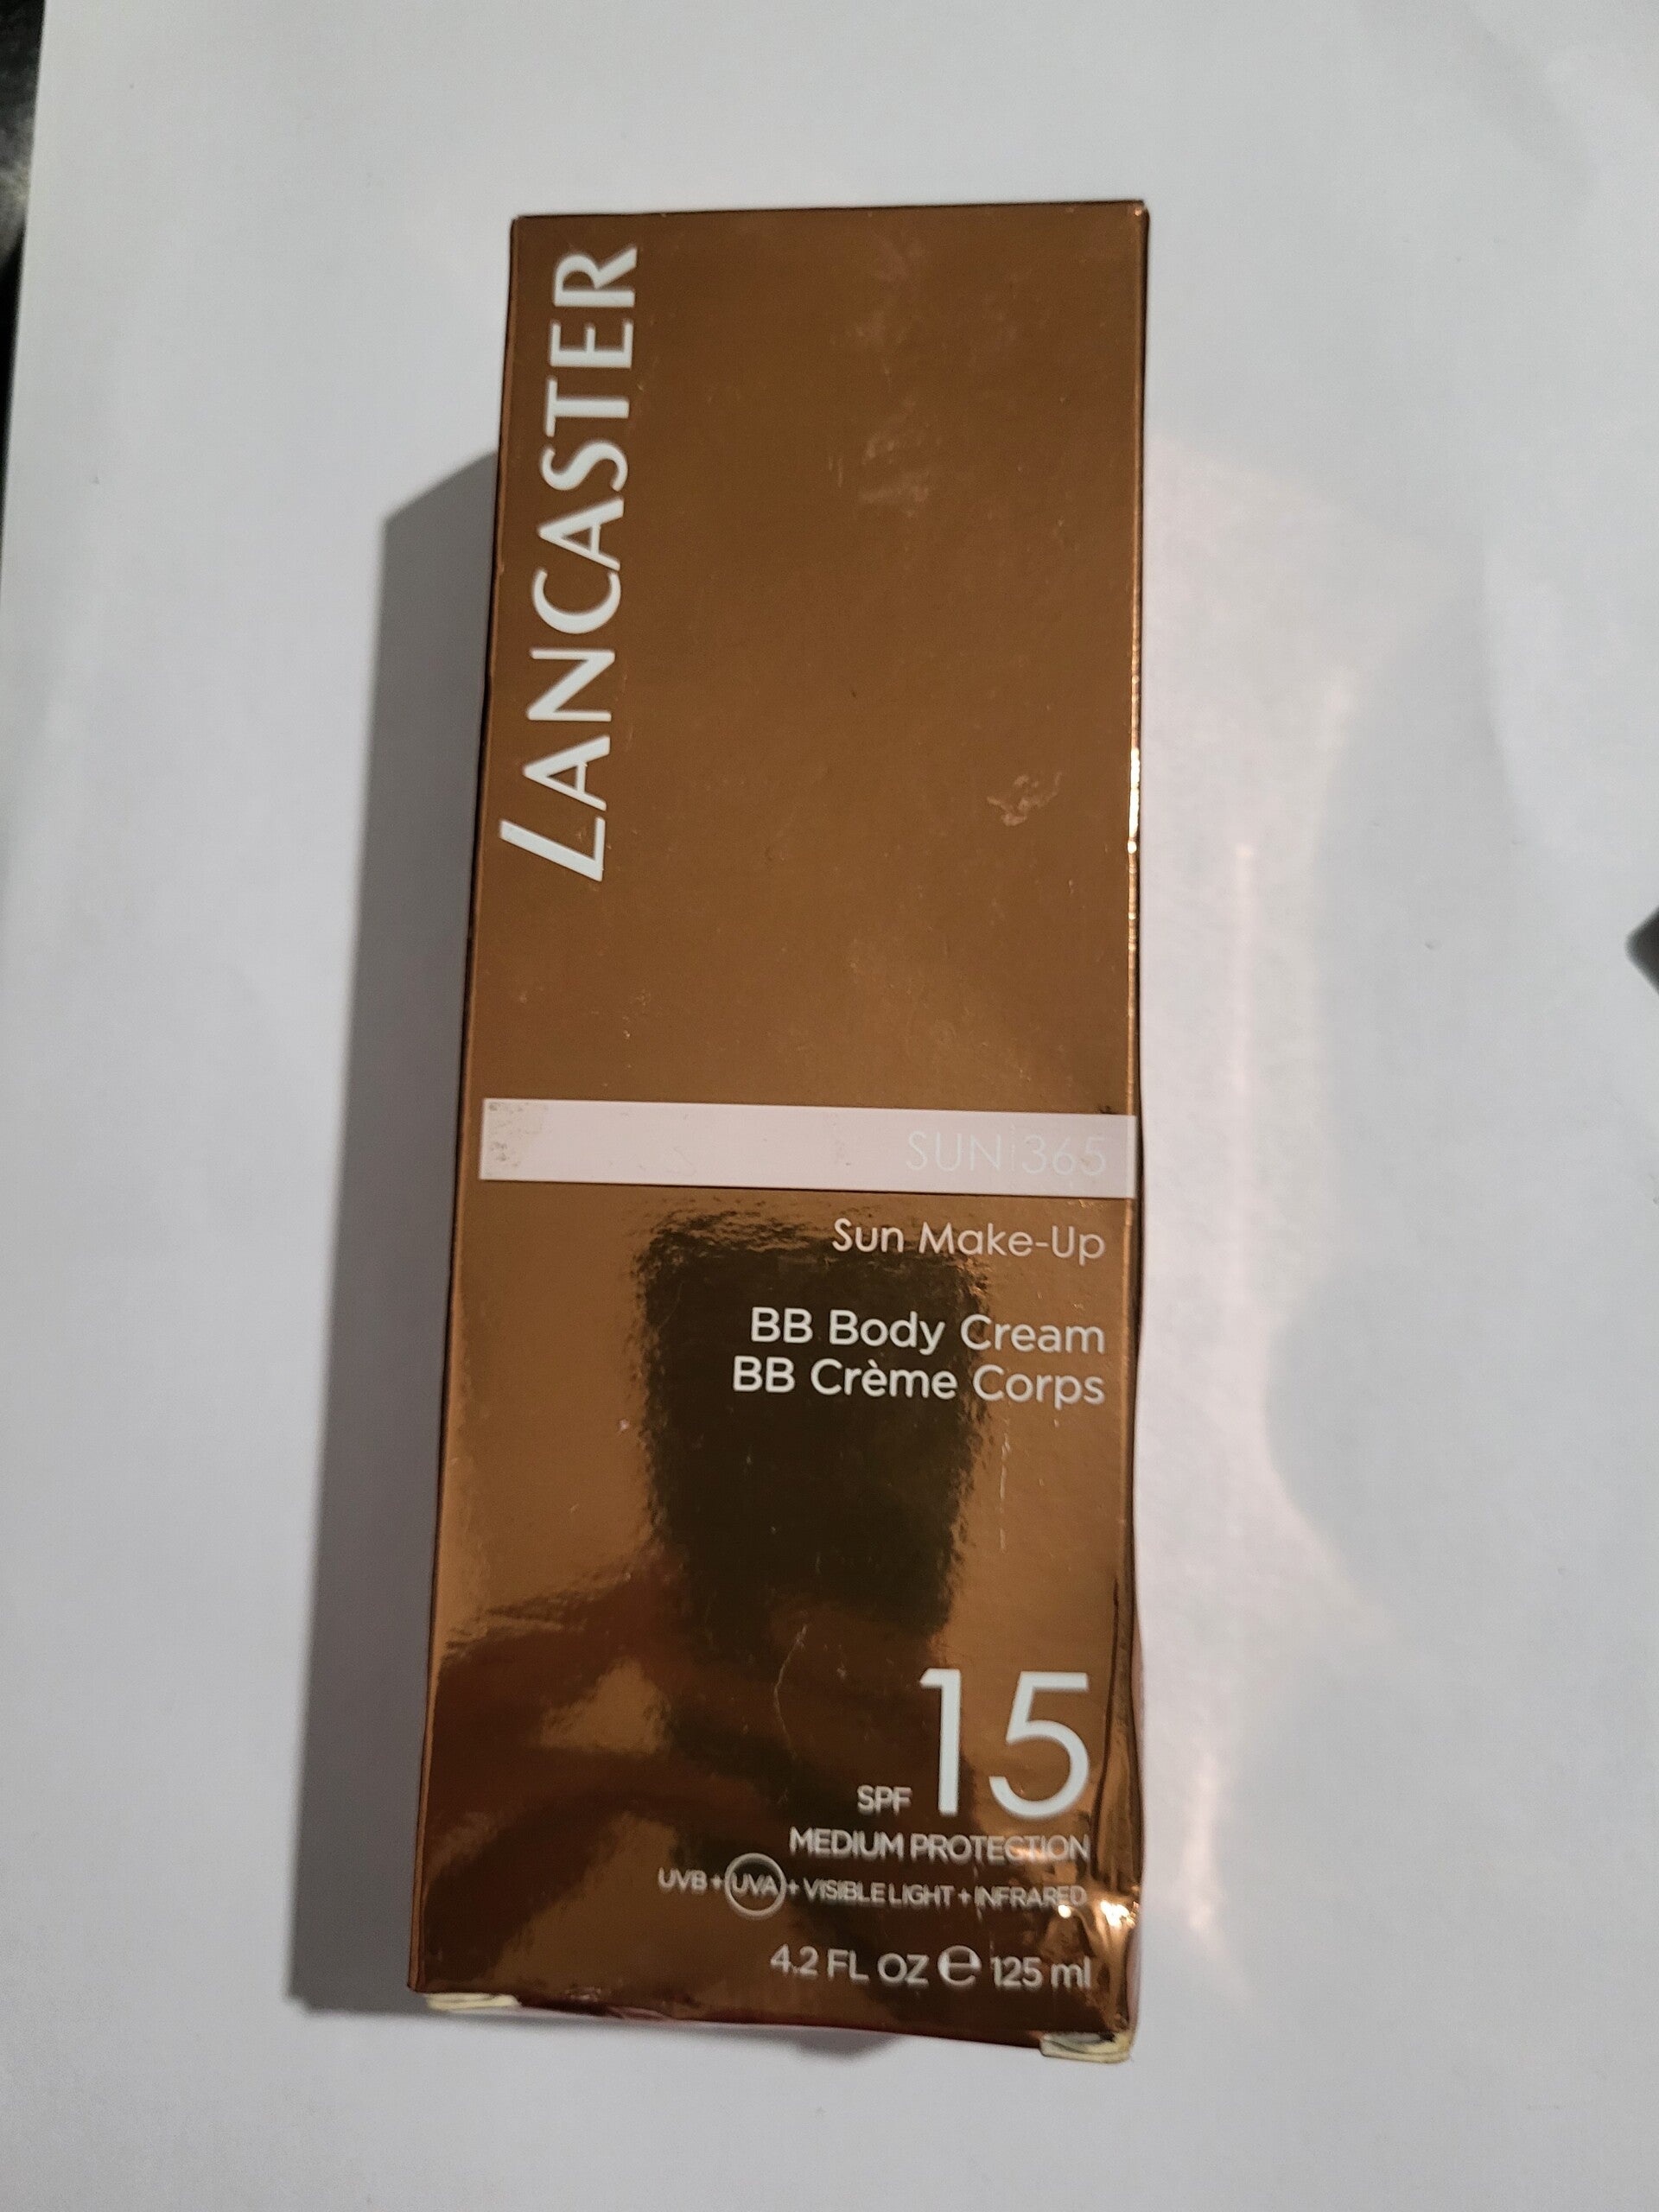 LANCASTER
SUN 365
Sun Make-Up
BB Body Cream
BB Crème Corps
SPF 15
MEDIUM PROTECTION
UVB + UVA + VISIBLE LIGHT + INFRARED
4.2 FL OZ ℮ 125 ml